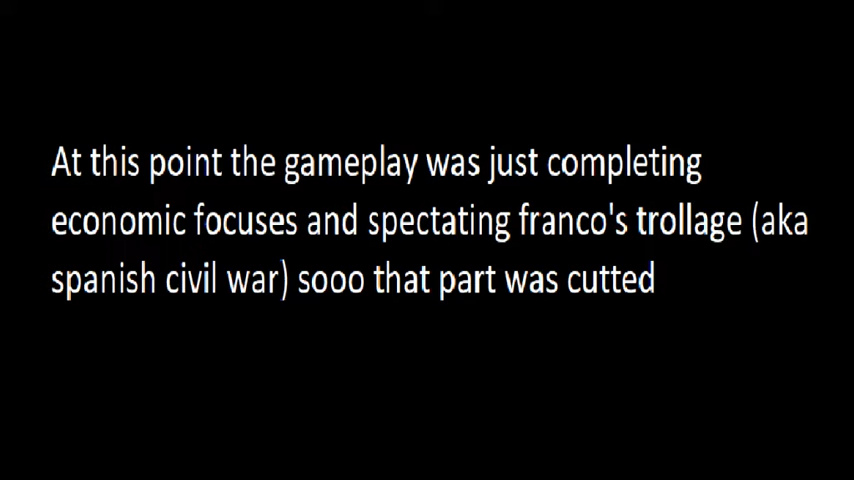 At this point the gameplay was just completing
economic focuses and spectating franco's trollage (aka
spanish civil war) sooo that part was cutted